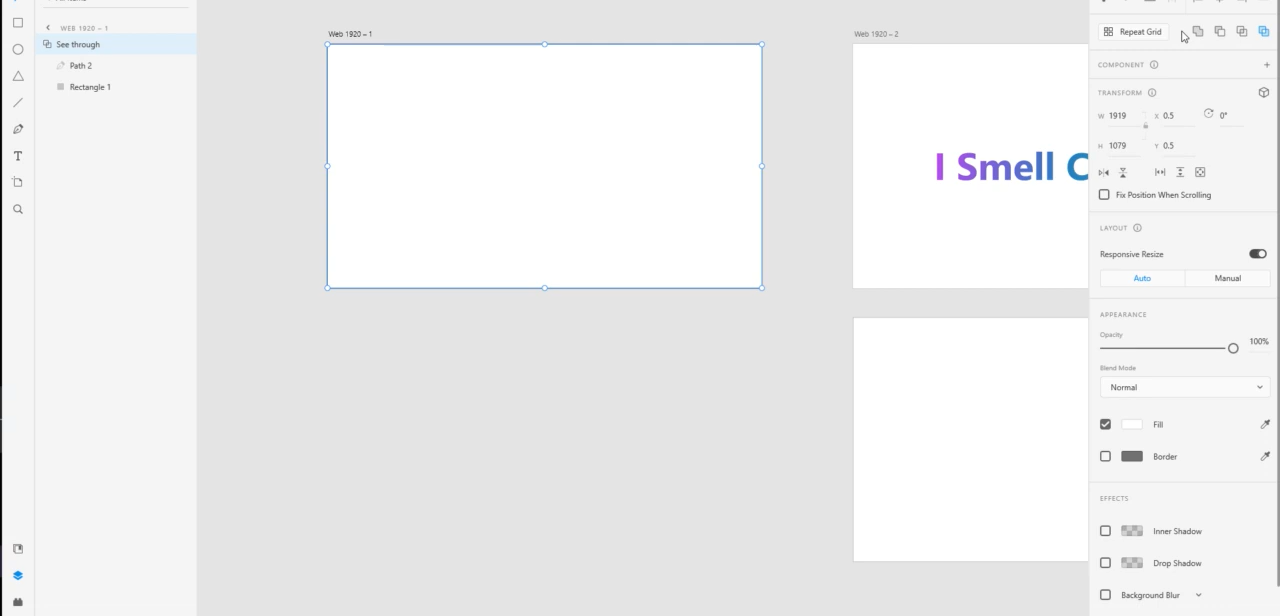 WEB 1920 – 1
See through
Path 2
Rectangle 1
Web 1920 – 1
Web 1920 – 2
I Smell C
Repeat Grid
COMPONENT
TRANSFORM
W 1919 X 0.5 0°
H 1079 Y 0.5
Fix Position When Scrolling
LAYOUT
Responsive Resize
Auto Manual
APPEARANCE
Opacity
100%
Blend Mode
Normal
Fill
Border
EFFECTS
Inner Shadow
Drop Shadow
Background Blur